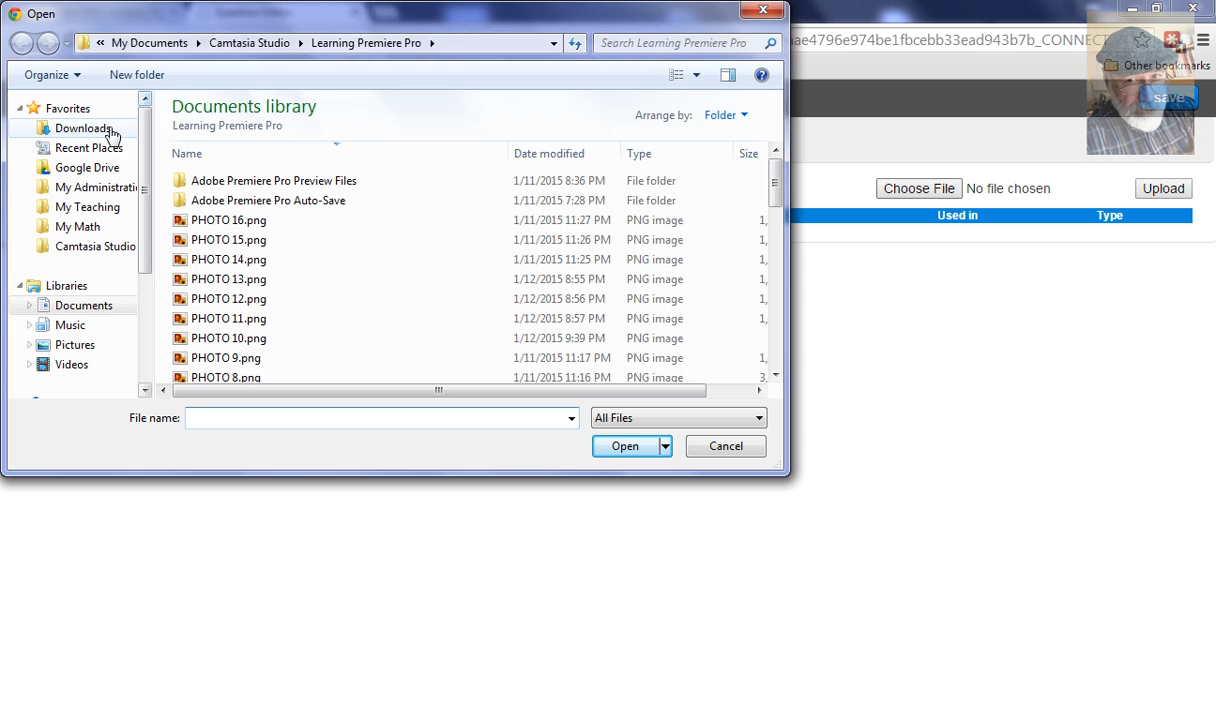 Open
« My Documents Camtasia Studio Learning Premiere Pro Search Learning Premiere Pro
ae4796e974be1fbcebb33ead943b7b_CONNECT
Other bookmarks
Organize New folder
save
Favorites
Downloads
Recent Places
Google Drive
My Administrati
My Teaching
My Math
Camtasia Studio
Libraries
Documents
Music
Pictures
Videos
Documents library
Learning Premiere Pro
Arrange by: Folder
Name Date modified Type Size
Adobe Premiere Pro Preview Files 1/11/2015 8:36 PM File folder
Adobe Premiere Pro Auto-Save 1/11/2015 7:28 PM File folder
PHOTO 16.png 1/11/2015 11:27 PM PNG image 1,
PHOTO 15.png 1/11/2015 11:26 PM PNG image 1,
PHOTO 14.png 1/11/2015 11:25 PM PNG image 1,
PHOTO 13.png 1/12/2015 8:55 PM PNG image 1,
PHOTO 12.png 1/12/2015 8:56 PM PNG image 1,
PHOTO 11.png 1/12/2015 8:57 PM PNG image 1,
PHOTO 10.png 1/12/2015 9:39 PM PNG image
PHOTO 9.png 1/11/2015 11:17 PM PNG image 1,
PHOTO 8.png 1/11/2015 11:16 PM PNG image 3,
File name: All Files
Open Cancel
Choose File No file chosen Upload
Used in Type